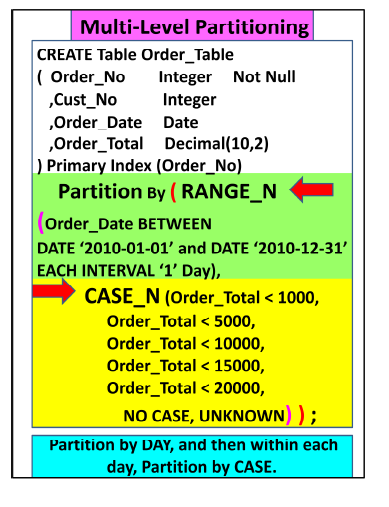 Multi-Level Partitioning
CREATE Table Order_Table
( Order_No Integer Not Null
,Cust_No Integer
,Order_Date Date
,Order_Total Decimal(10,2)
) Primary Index (Order_No)
Partition By ( RANGE_N
(Order_Date BETWEEN
DATE ‘2010-01-01’ and DATE ‘2010-12-31’
EACH INTERVAL ‘1’ Day),
CASE_N (Order_Total < 1000,
Order_Total < 5000,
Order_Total < 10000,
Order_Total < 15000,
Order_Total < 20000,
NO CASE, UNKNOWN) ) ;
Partition by DAY, and then within each
day, Partition by CASE.